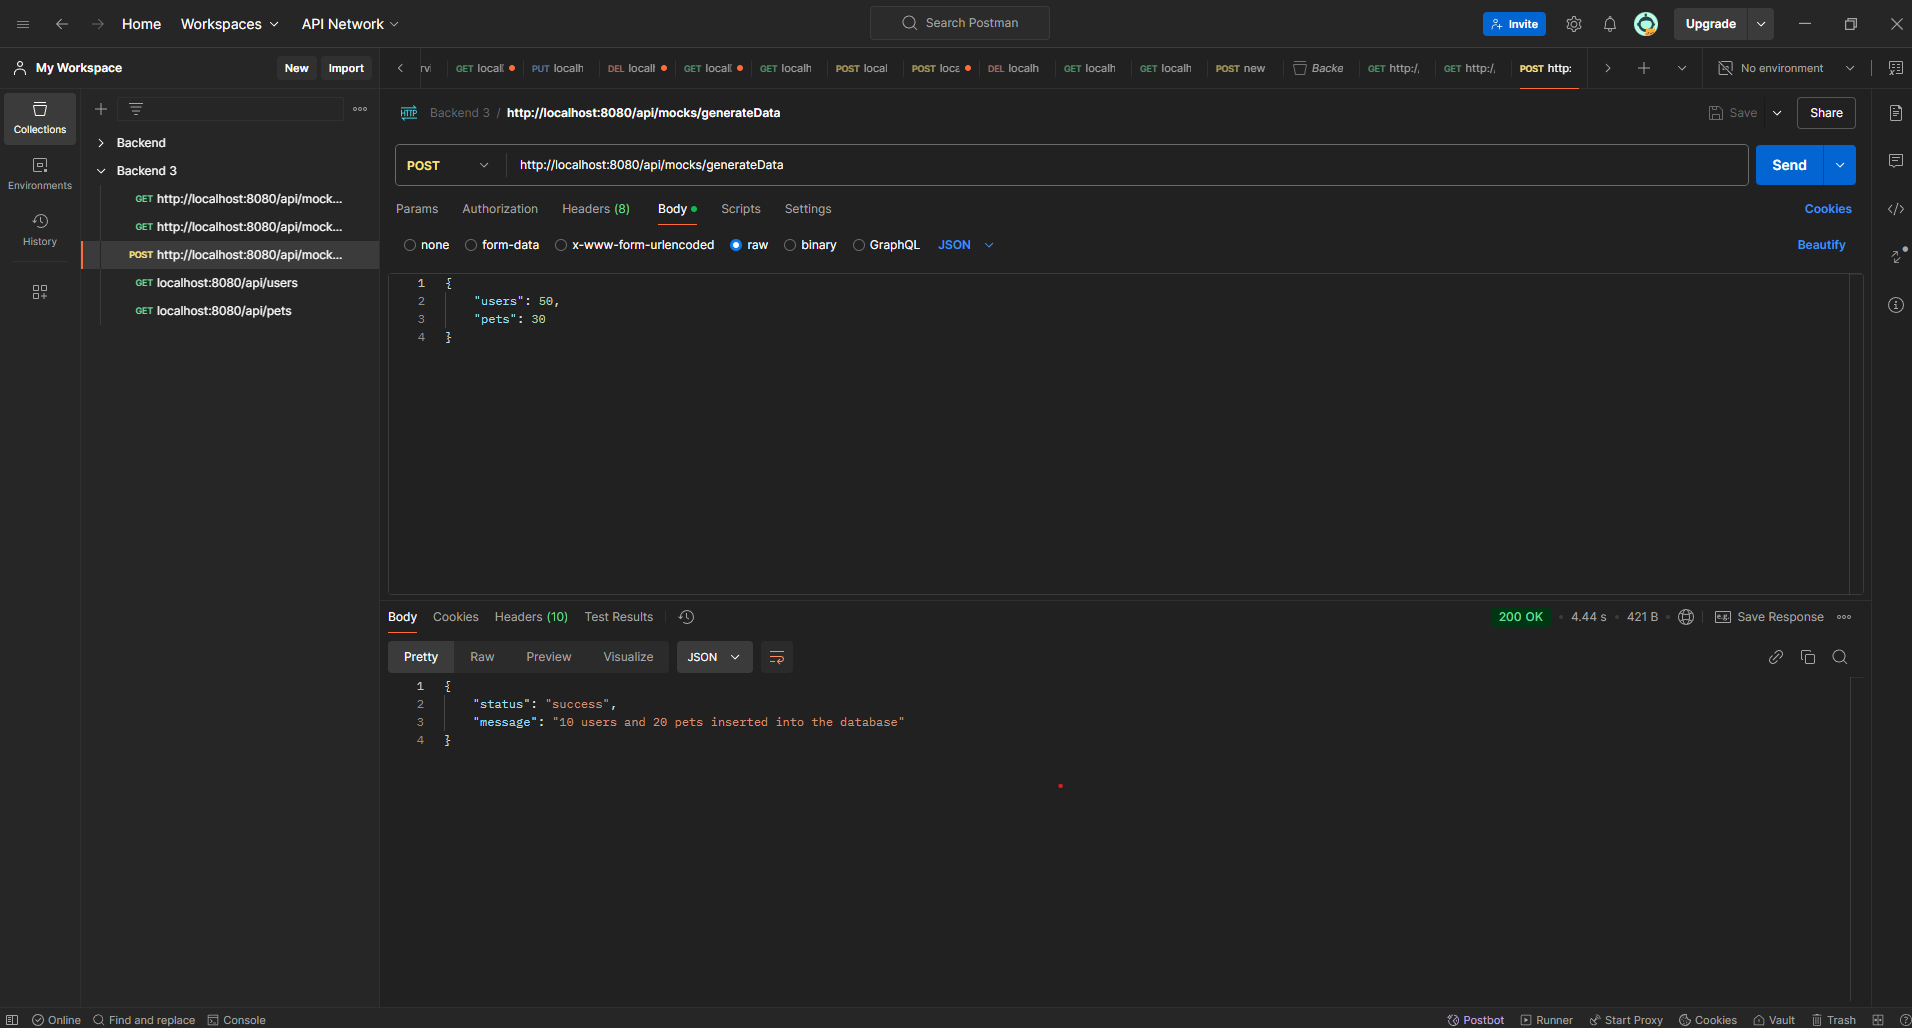 Home Workspaces API Network Search Postman Invite Upgrade
My Workspace New Import
GET locall PUT localh DEL locall GET locall GET localh POST local POST loca DEL localh GET localh GET localh POST new Backe GET http:/ GET http:/ POST http: No environment
Collections
Environments
History
Backend
Backend 3
GET http://localhost:8080/api/mock...
GET http://localhost:8080/api/mock...
POST http://localhost:8080/api/mock...
GET localhost:8080/api/users
GET localhost:8080/api/pets
HTTP Backend 3 / http://localhost:8080/api/mocks/generateData Save Share
POST http://localhost:8080/api/mocks/generateData Send
Params Authorization Headers (8) Body Scripts Settings Cookies
none form-data x-www-form-urlencoded raw binary GraphQL JSON Beautify
1 {
2 "users": 50,
3 "pets": 30
4 }
Body Cookies Headers (10) Test Results 200 OK • 4.44 s • 421 B • e.g. Save Response
Pretty Raw Preview Visualize JSON
1 {
2 "status": "success",
3 "message": "10 users and 20 pets inserted into the database"
4 }
Online Find and replace Console Postbot Runner Start Proxy Cookies Vault Trash